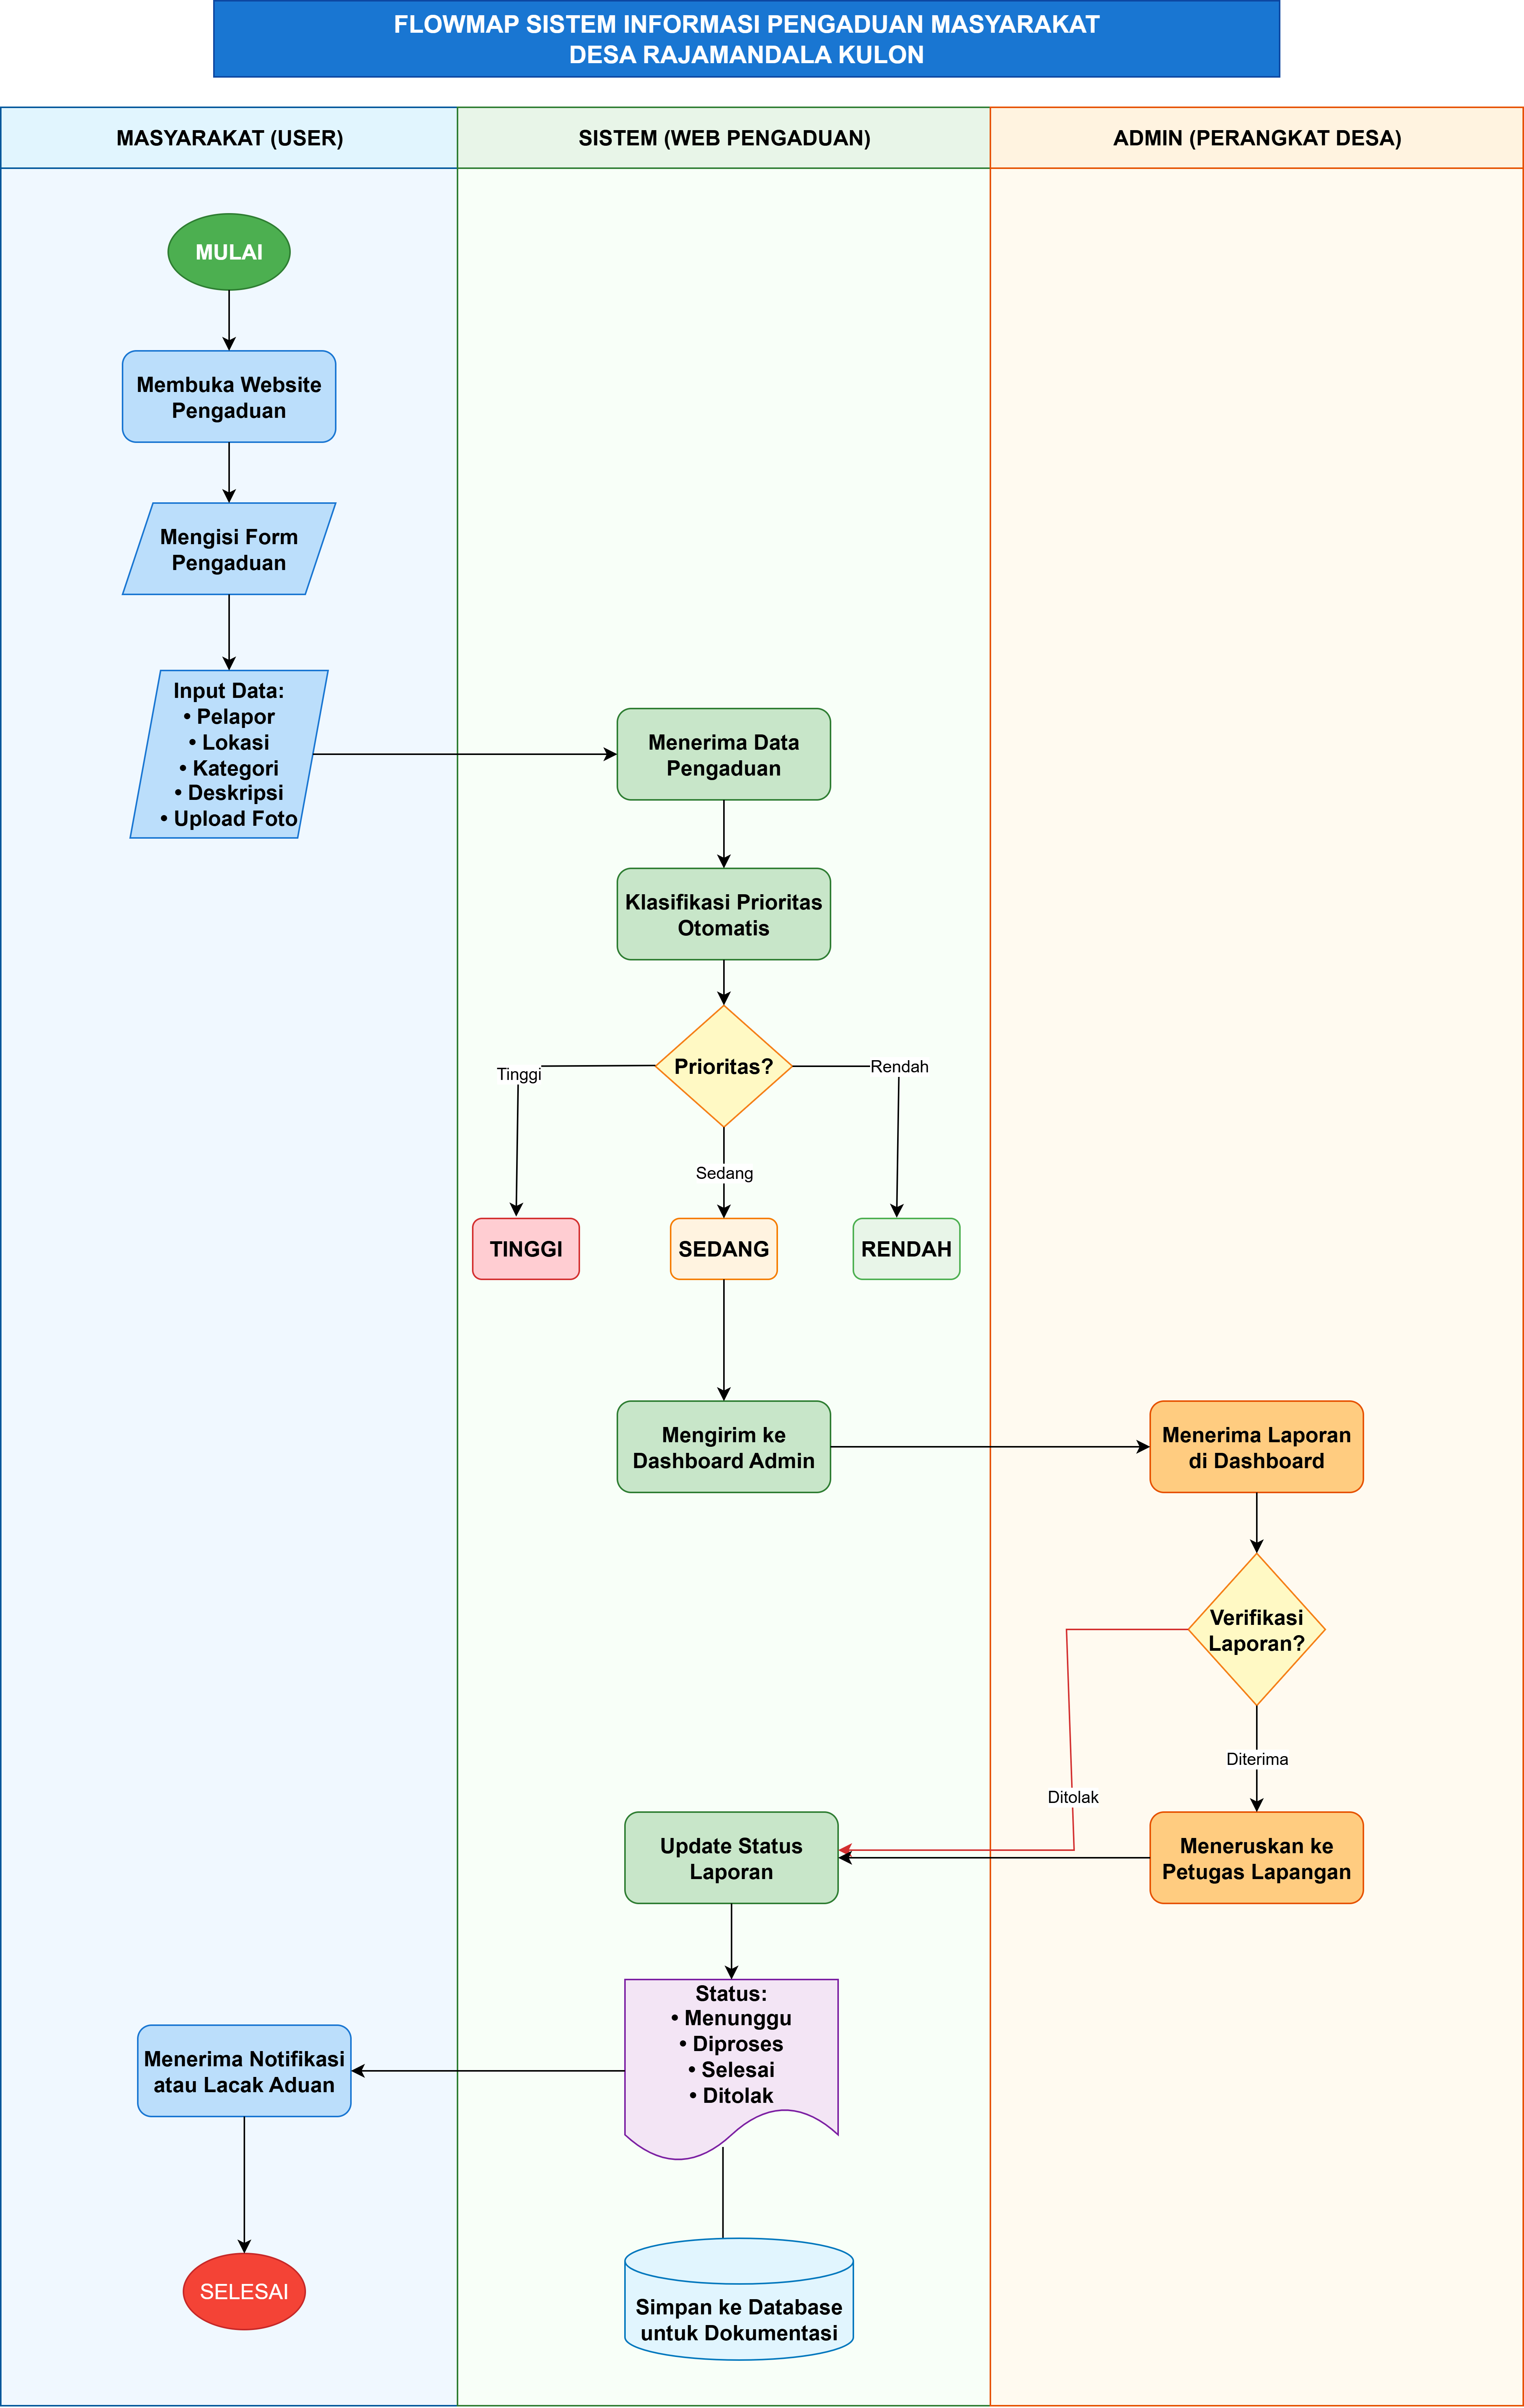 FLOWMAP SISTEM INFORMASI PENGADUAN MASYARAKAT
DESA RAJAMANDALA KULON
MASYARAKAT (USER)
SISTEM (WEB PENGADUAN)
ADMIN (PERANGKAT DESA)
MULAI
Membuka Website
Pengaduan
Mengisi Form
Pengaduan
Input Data:
• Pelapor
• Lokasi
• Kategori
• Deskripsi
• Upload Foto
Menerima Data
Pengaduan
Klasifikasi Prioritas
Otomatis
Prioritas?
Tinggi
Rendah
Sedang
TINGGI
SEDANG
RENDAH
Mengirim ke
Dashboard Admin
Menerima Laporan
di Dashboard
Verifikasi
Laporan?
Diterima
Ditolak
Update Status
Laporan
Meneruskan ke
Petugas Lapangan
Status:
• Menunggu
• Diproses
• Selesai
• Ditolak
Menerima Notifikasi
atau Lacak Aduan
SELESAI
Simpan ke Database
untuk Dokumentasi